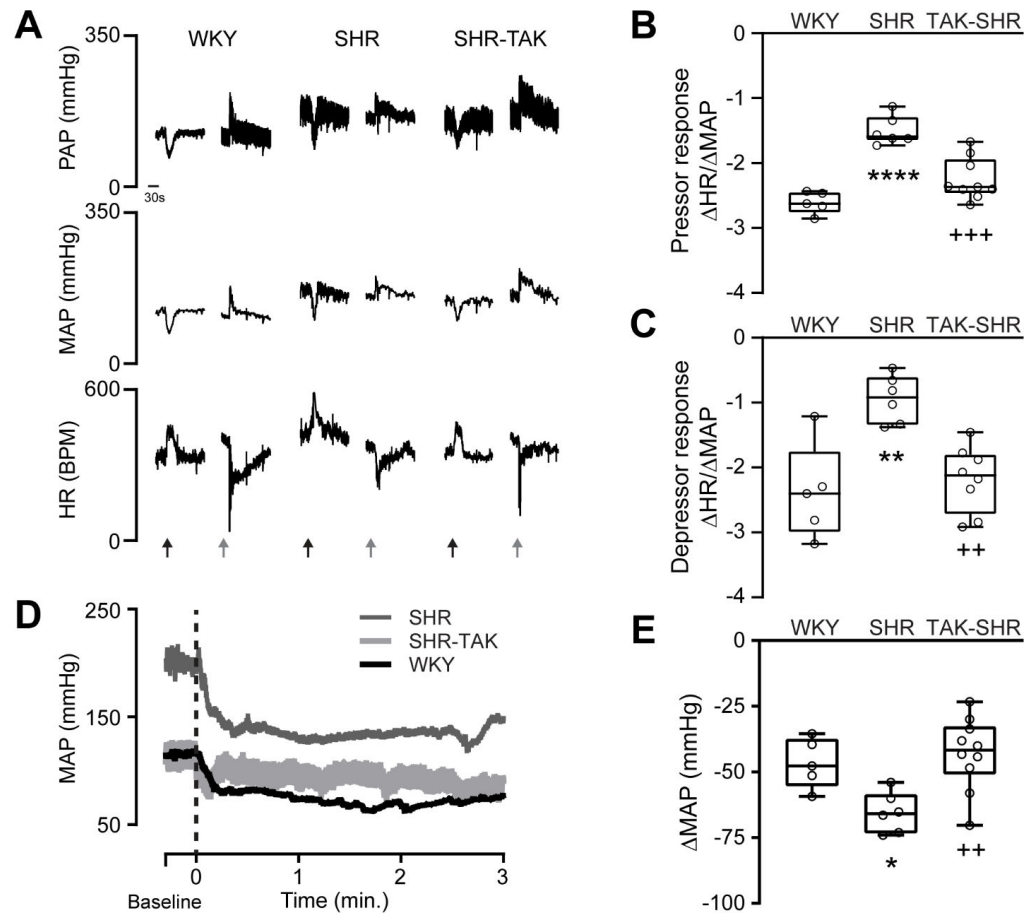 A
350
WKY
SHR
SHR-TAK
PAP (mmHg)
0
30s
350
MAP (mmHg)
0
600
HR (BPM)
0
B
WKY
SHR
TAK-SHR
0
-1
-2
-3
-4
Pressor response
ΔHR/ΔMAP
****
+++
C
WKY
SHR
TAK-SHR
0
-1
-2
-3
-4
Depressor response
ΔHR/ΔMAP
**
++
D
250
150
50
MAP (mmHg)
SHR
SHR-TAK
WKY
0
1
2
3
Baseline
Time (min.)
E
WKY
SHR
TAK-SHR
0
-25
-50
-75
-100
ΔMAP (mmHg)
*
++